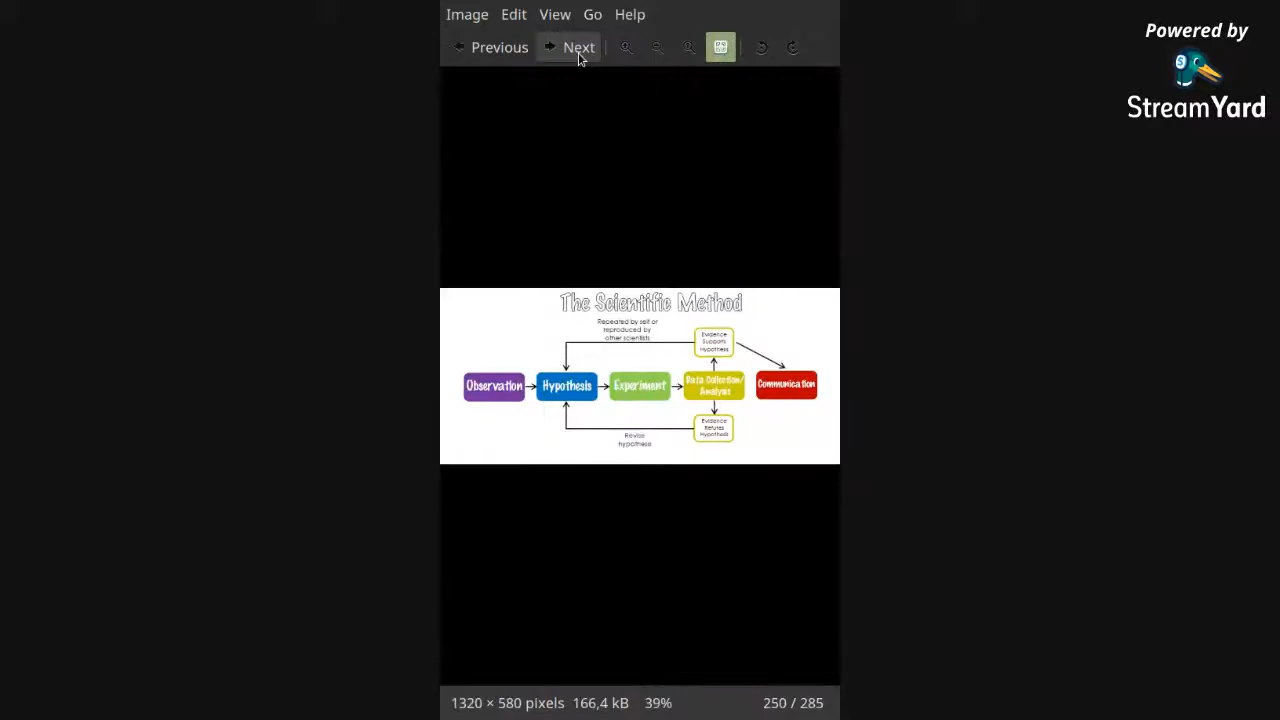 Image Edit View Go Help
Previous Next
Powered by
StreamYard
The Scientific Method
Repeated by self or
reproduced by
other scientists
Evidence
Supports
Hypothesis
Observation
Hypothesis
Experiment
Data Collection/
Analysis
Communication
Evidence
Refutes
Hypothesis
Revise
hypothesis
1320 × 580 pixels 166,4 kB 39% 250 / 285